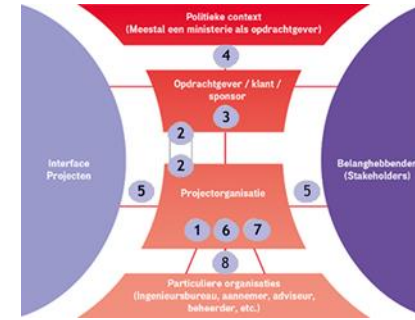 Politieke context
(Meestal een ministerie als opdrachtgever)
4
Opdrachtgever / klant /
sponsor
3
2
2
Interface
Projecten
Belanghebbenden
(Stakeholders)
5
Projectorganisatie
5
1 6 7
8
Particuliere organisaties
(Ingenieursbureau, aannemer, adviseur,
beheerder, etc.)